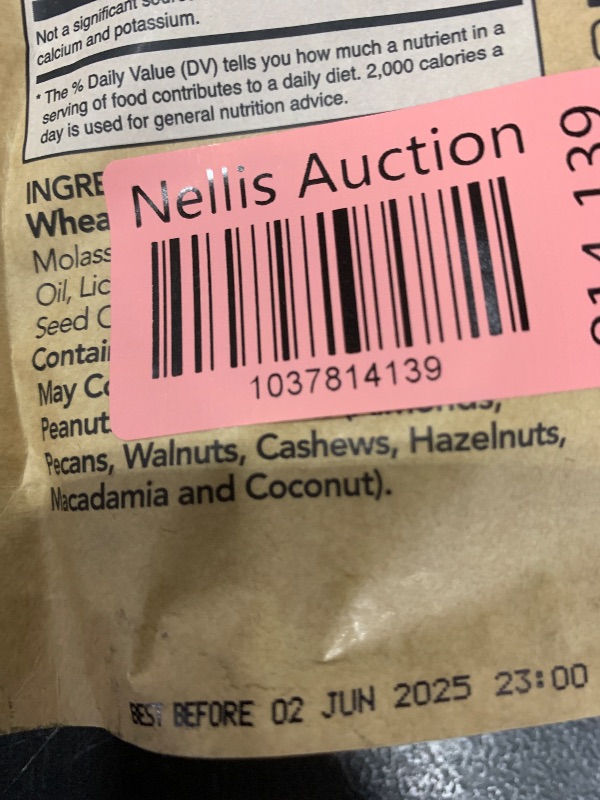 Not a significant
calcium and potassium.
* The % Daily Value (DV) tells you how much a nutrient in a
serving of food contributes to a daily diet. 2,000 calories a
day is used for general nutrition advice.
Nellis Auction
1037814139
INGRE
Whea
Molass
Oil, Lic
Seed
Contai
May
Peanut
Pecans, Walnuts, Cashews, Hazelnuts,
Macadamia and Coconut).
BEST BEFORE 02 JUN 2025 23:00